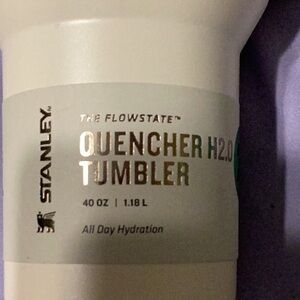 THE FLOWSTATE™
QUENCHER H2.0
TUMBLER
40 OZ | 1.18 L
All Day Hydration
STANLEY